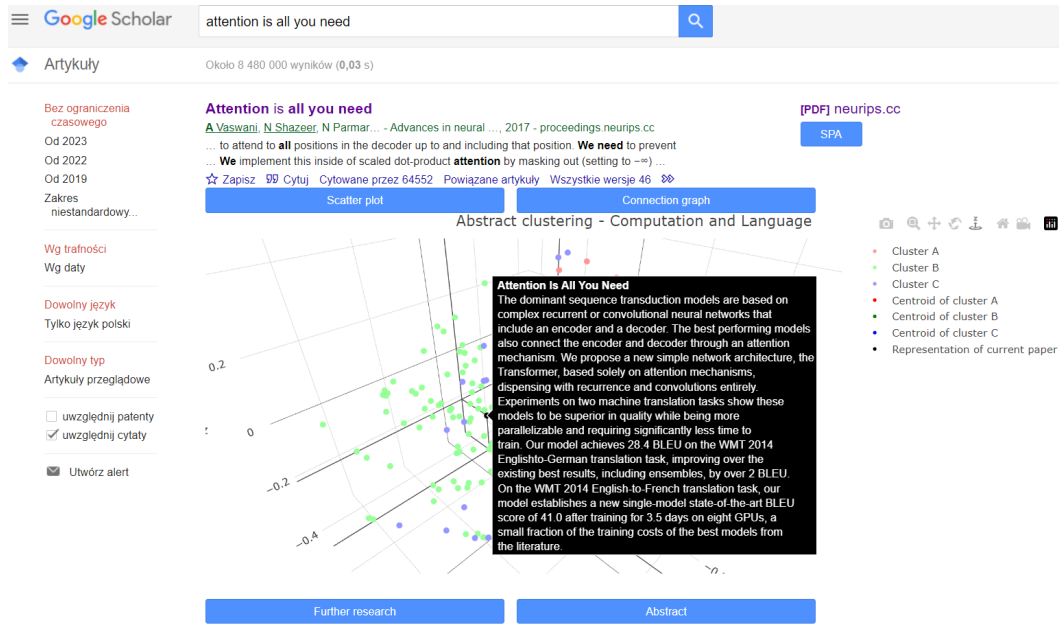 Google Scholar
attention is all you need
Artykuły
Około 8 480 000 wyników (0,03 s)
Bez ograniczenia
czasowego
Od 2023
Od 2022
Od 2019
Zakres
niestandardowy...
Wg trafności
Wg daty
Dowolny język
Tylko język polski
Dowolny typ
Artykuły przeglądowe
uwzględnij patenty
uwzględnij cytaty
Utwórz alert
Attention is all you need
A Vaswani, N Shazeer, N Parmar... - Advances in neural ..., 2017 - proceedings.neurips.cc
... to attend to all positions in the decoder up to and including that position. We need to prevent
... We implement this inside of scaled dot-product attention by masking out (setting to −∞) ...
Zapisz Cytuj Cytowane przez 64552 Powiązane artykuły Wszystkie wersje 46
[PDF] neurips.cc
SPA
Scatter plot
Connection graph
Abstract clustering - Computation and Language
0.2
0
−0.2
−0.4
Attention Is All You Need
The dominant sequence transduction models are based on
complex recurrent or convolutional neural networks that
include an encoder and a decoder. The best performing models
also connect the encoder and decoder through an attention
mechanism. We propose a new simple network architecture, the
Transformer, based solely on attention mechanisms,
dispensing with recurrence and convolutions entirely.
Experiments on two machine translation tasks show these
models to be superior in quality while being more
parallelizable and requiring significantly less time to
train. Our model achieves 28.4 BLEU on the WMT 2014
Englishto-German translation task, improving over the
existing best results, including ensembles, by over 2 BLEU.
On the WMT 2014 English-to-French translation task, our
model establishes a new single-model state-of-the-art BLEU
score of 41.0 after training for 3.5 days on eight GPUs, a
small fraction of the training costs of the best models from
the literature.
Cluster A
Cluster B
Cluster C
Centroid of cluster A
Centroid of cluster B
Centroid of cluster C
Representation of current paper
Further research
Abstract